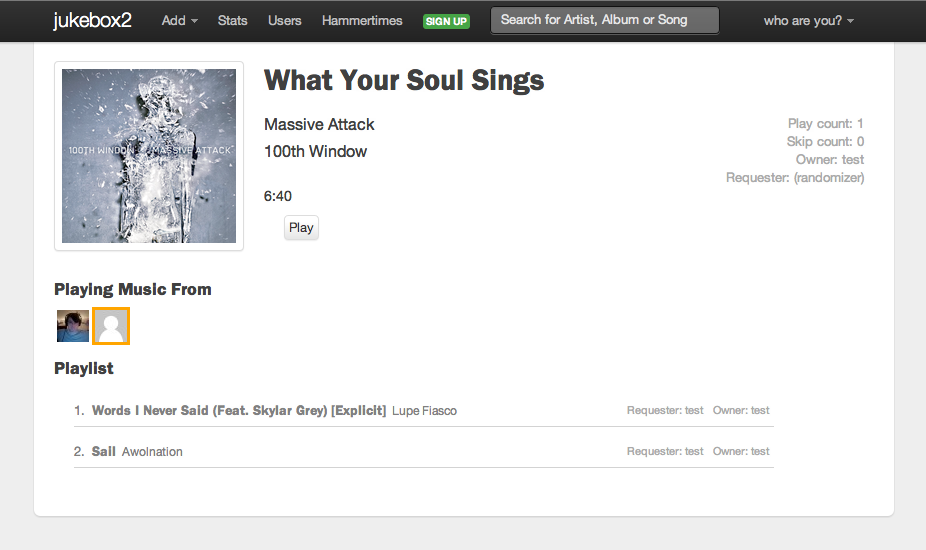 jukebox2 Add Stats Users Hammertimes SIGN UP Search for Artist, Album or Song who are you?
What Your Soul Sings
Massive Attack
100th Window
6:40
Play
Play count: 1
Skip count: 0
Owner: test
Requester: (randomizer)
100TH WINDOW MASSIVE ATTACK
Playing Music From
Playlist
1. Words I Never Said (Feat. Skylar Grey) [Explicit] Lupe Fiasco Requester: test Owner: test
2. Sail Awolnation Requester: test Owner: test